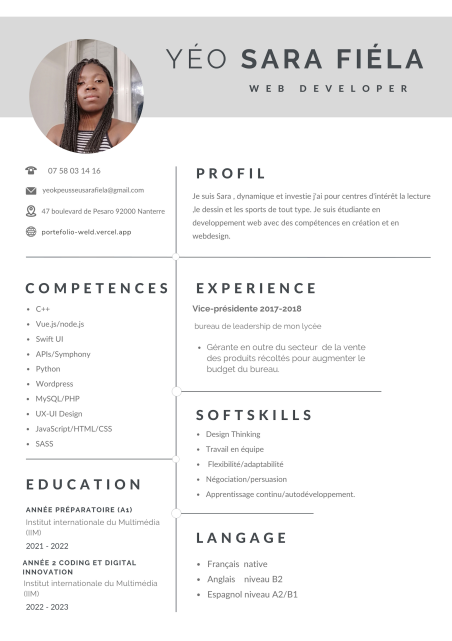 YÉO SARA FIÉLA
WEB DEVELOPER
07 58 03 14 16
yeokpeusseusarafiela@gmail.com
47 boulevard de Pesaro 92000 Nanterre
portefolio-weld.vercel.app
PROFIL
Je suis Sara , dynamique et investie j'ai pour centres d'intérêt la lecture
,le dessin et les sports de tout type. Je suis étudiante en
developpement web avec des compétences en création et en
webdesign.
COMPETENCES
• C++
• Vue.js/node.js
• Swift UI
• APIs/Symphony
• Python
• Wordpress
• MySQL/PHP
• UX-UI Design
• JavaScript/HTML/CSS
• SASS
EDUCATION
ANNÉE PRÉPARATOIRE (A1)
Institut internationale du Multimédia
(IIM)
2021 - 2022
ANNÉE 2 CODING ET DIGITAL
INNOVATION
Institut internationale du Multimédia
(IIM)
2022 - 2023
EXPERIENCE
Vice-présidente 2017-2018
bureau de leadership de mon lycée
• Gérante en outre du secteur de la vente
des produits récoltés pour augmenter le
budget du bureau.
SOFTSKILLS
• Design Thinking
• Travail en équipe
• Flexibilité/adaptabilité
• Négociation/persuasion
• Apprentissage continu/autodéveloppement.
LANGAGE
• Français native
• Anglais niveau B2
• Espagnol niveau A2/B1